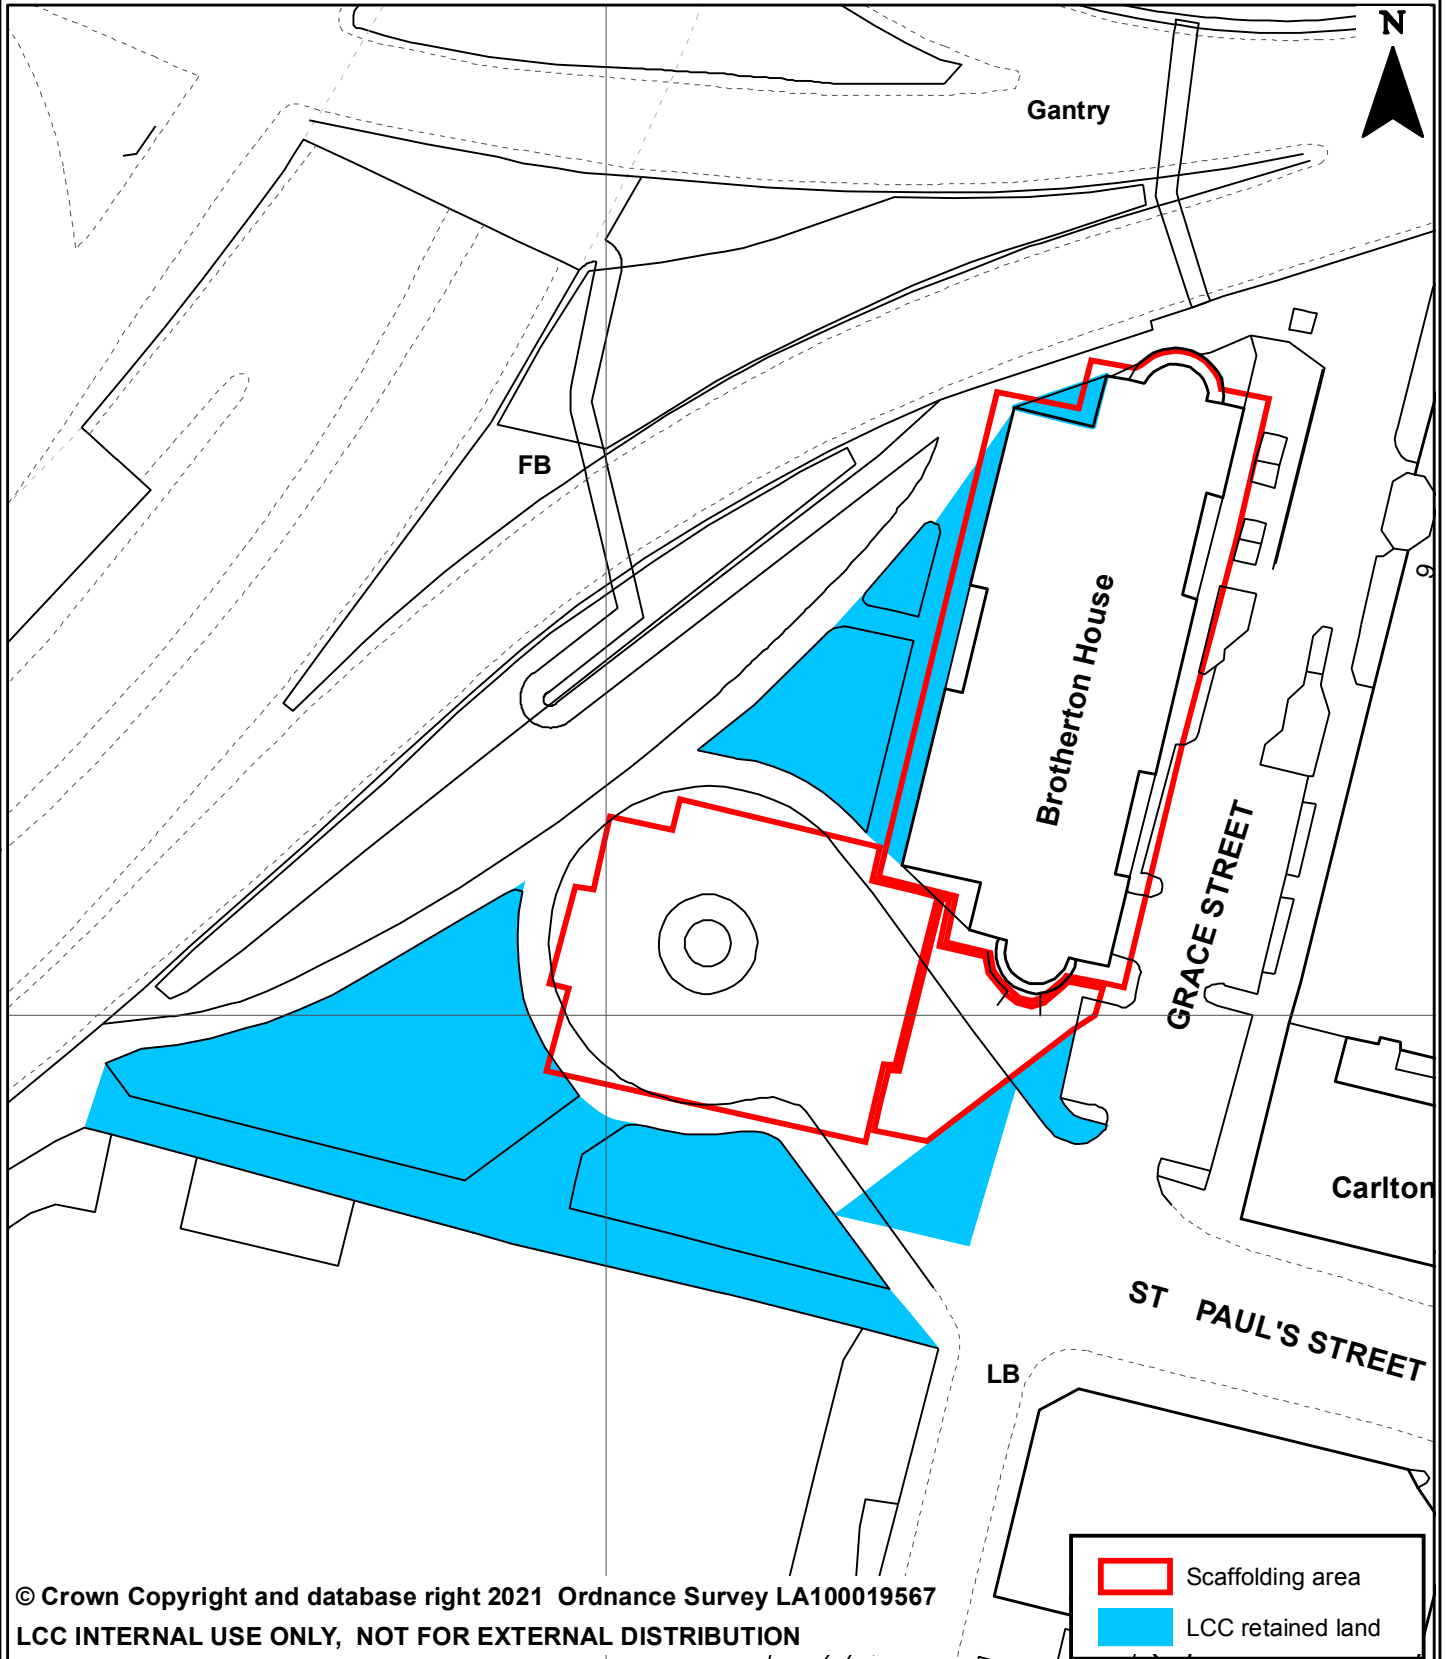 N
Gantry
FB
Brotherton House
9
GRACE STREET
Carlton
ST PAUL'S STREET
LB
Scaffolding area
LCC retained land
© Crown Copyright and database right 2021 Ordnance Survey LA100019567
LCC INTERNAL USE ONLY, NOT FOR EXTERNAL DISTRIBUTION